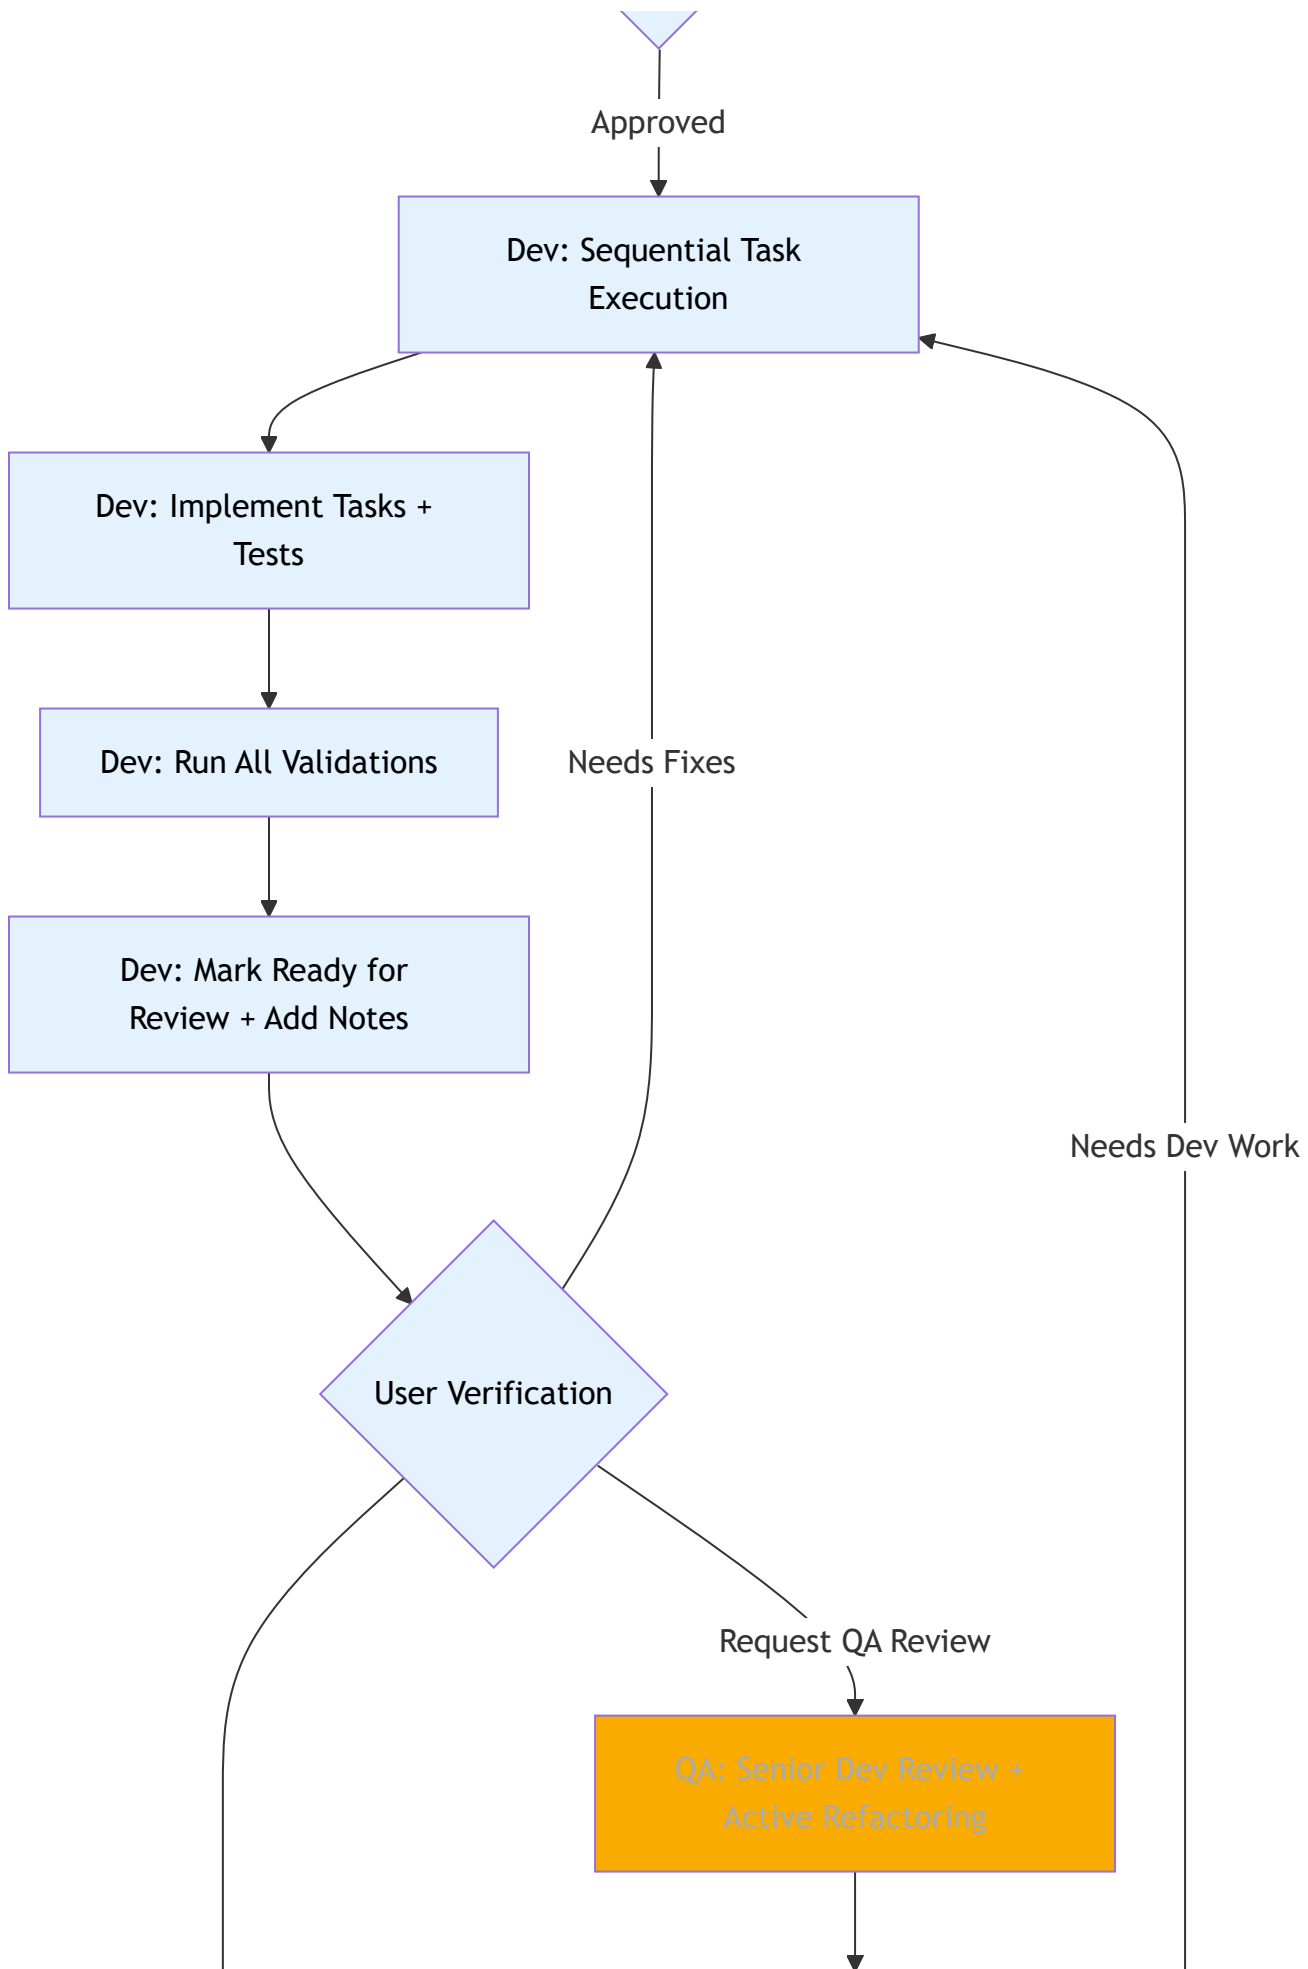 Approved
Dev: Sequential Task
Execution
Dev: Implement Tasks +
Tests
Dev: Run All Validations
Needs Fixes
Dev: Mark Ready for
Review + Add Notes
Needs Dev Work
User Verification
Request QA Review
QA: Senior Dev Review +
Active Refactoring